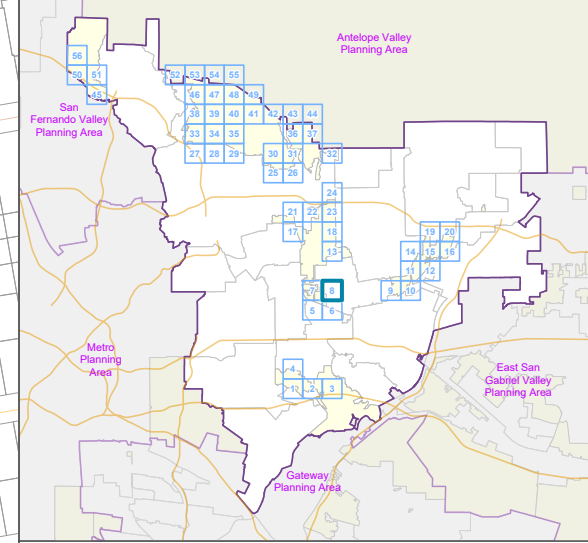 Antelope Valley
Planning Area
56
50 51
45
52 53 54 55
46 47 48 49
38 39 40 41 42 43 44
San
Fernando Valley
Planning Area
33 34 35 36 37
27 28 29 30 31 32
25 26
24
21 22 23
17 18
13
19 20
14 15 16
11 12
9 10
7 8
5 6
Metro
Planning
Area
4
1 2 3
East San
Gabriel Valley
Planning Area
Gateway
Planning Area